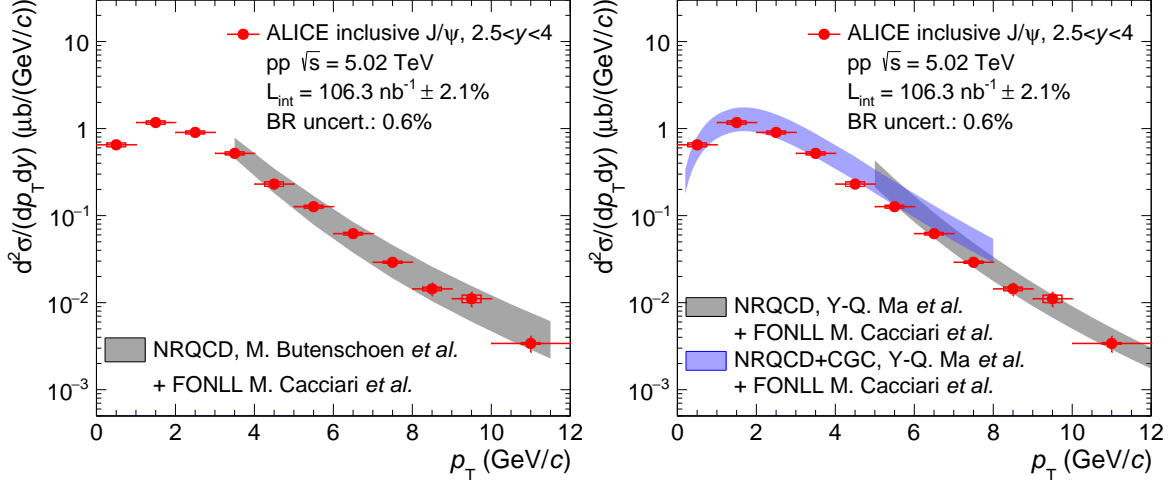 d²σ/(dp_T dy) (μb/(GeV/c))
10
1
10⁻¹
10⁻²
10⁻³
ALICE inclusive J/ψ, 2.5<y<4
pp √s = 5.02 TeV
L_int = 106.3 nb⁻¹ ± 2.1%
BR uncert.: 0.6%
NRQCD, M. Butenschoen et al.
+ FONLL M. Cacciari et al.
0 2 4 6 8 10 12
p_T (GeV/c)
d²σ/(dp_T dy) (μb/(GeV/c))
10
1
10⁻¹
10⁻²
10⁻³
ALICE inclusive J/ψ, 2.5<y<4
pp √s = 5.02 TeV
L_int = 106.3 nb⁻¹ ± 2.1%
BR uncert.: 0.6%
NRQCD, Y-Q. Ma et al.
+ FONLL M. Cacciari et al.
NRQCD+CGC, Y-Q. Ma et al.
+ FONLL M. Cacciari et al.
0 2 4 6 8 10 12
p_T (GeV/c)